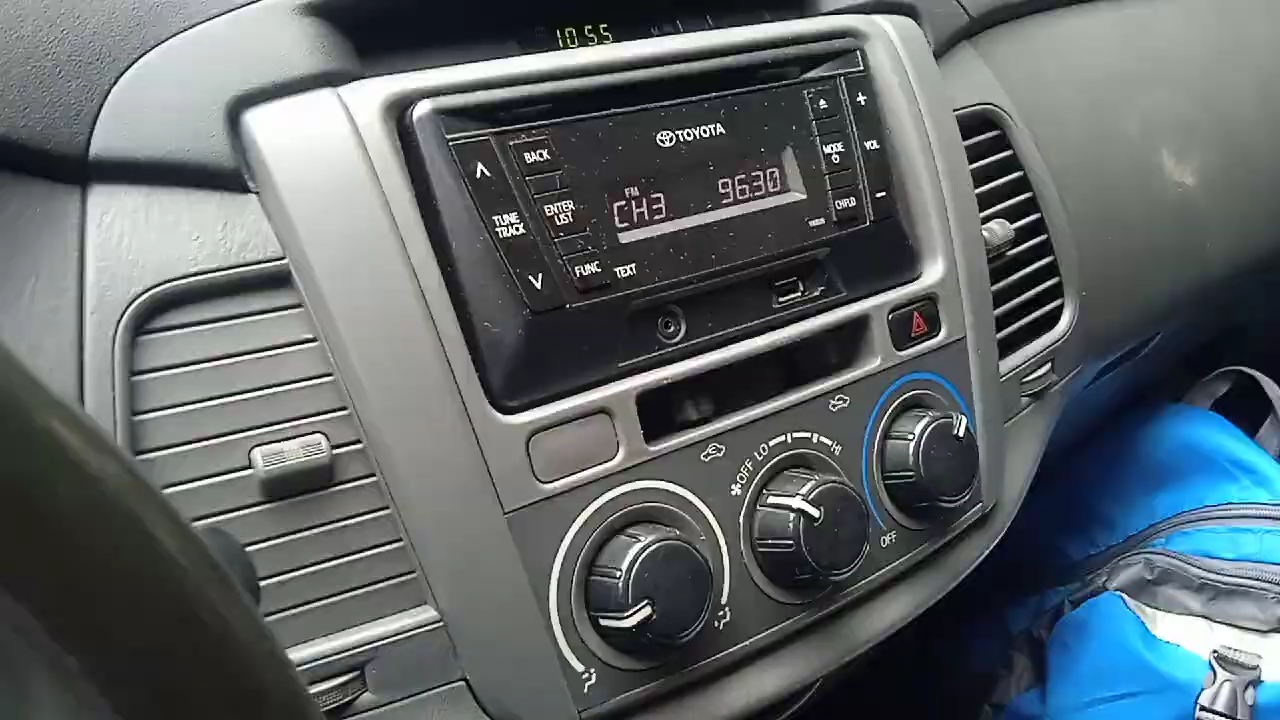 10:55
TOYOTA
BACK
TUNE
TRACK
ENTER
LIST
FUNC
TEXT
FM
CH3 96.30
MODE
CH/FLD
+
VOL
-
OFF LO HI
OFF